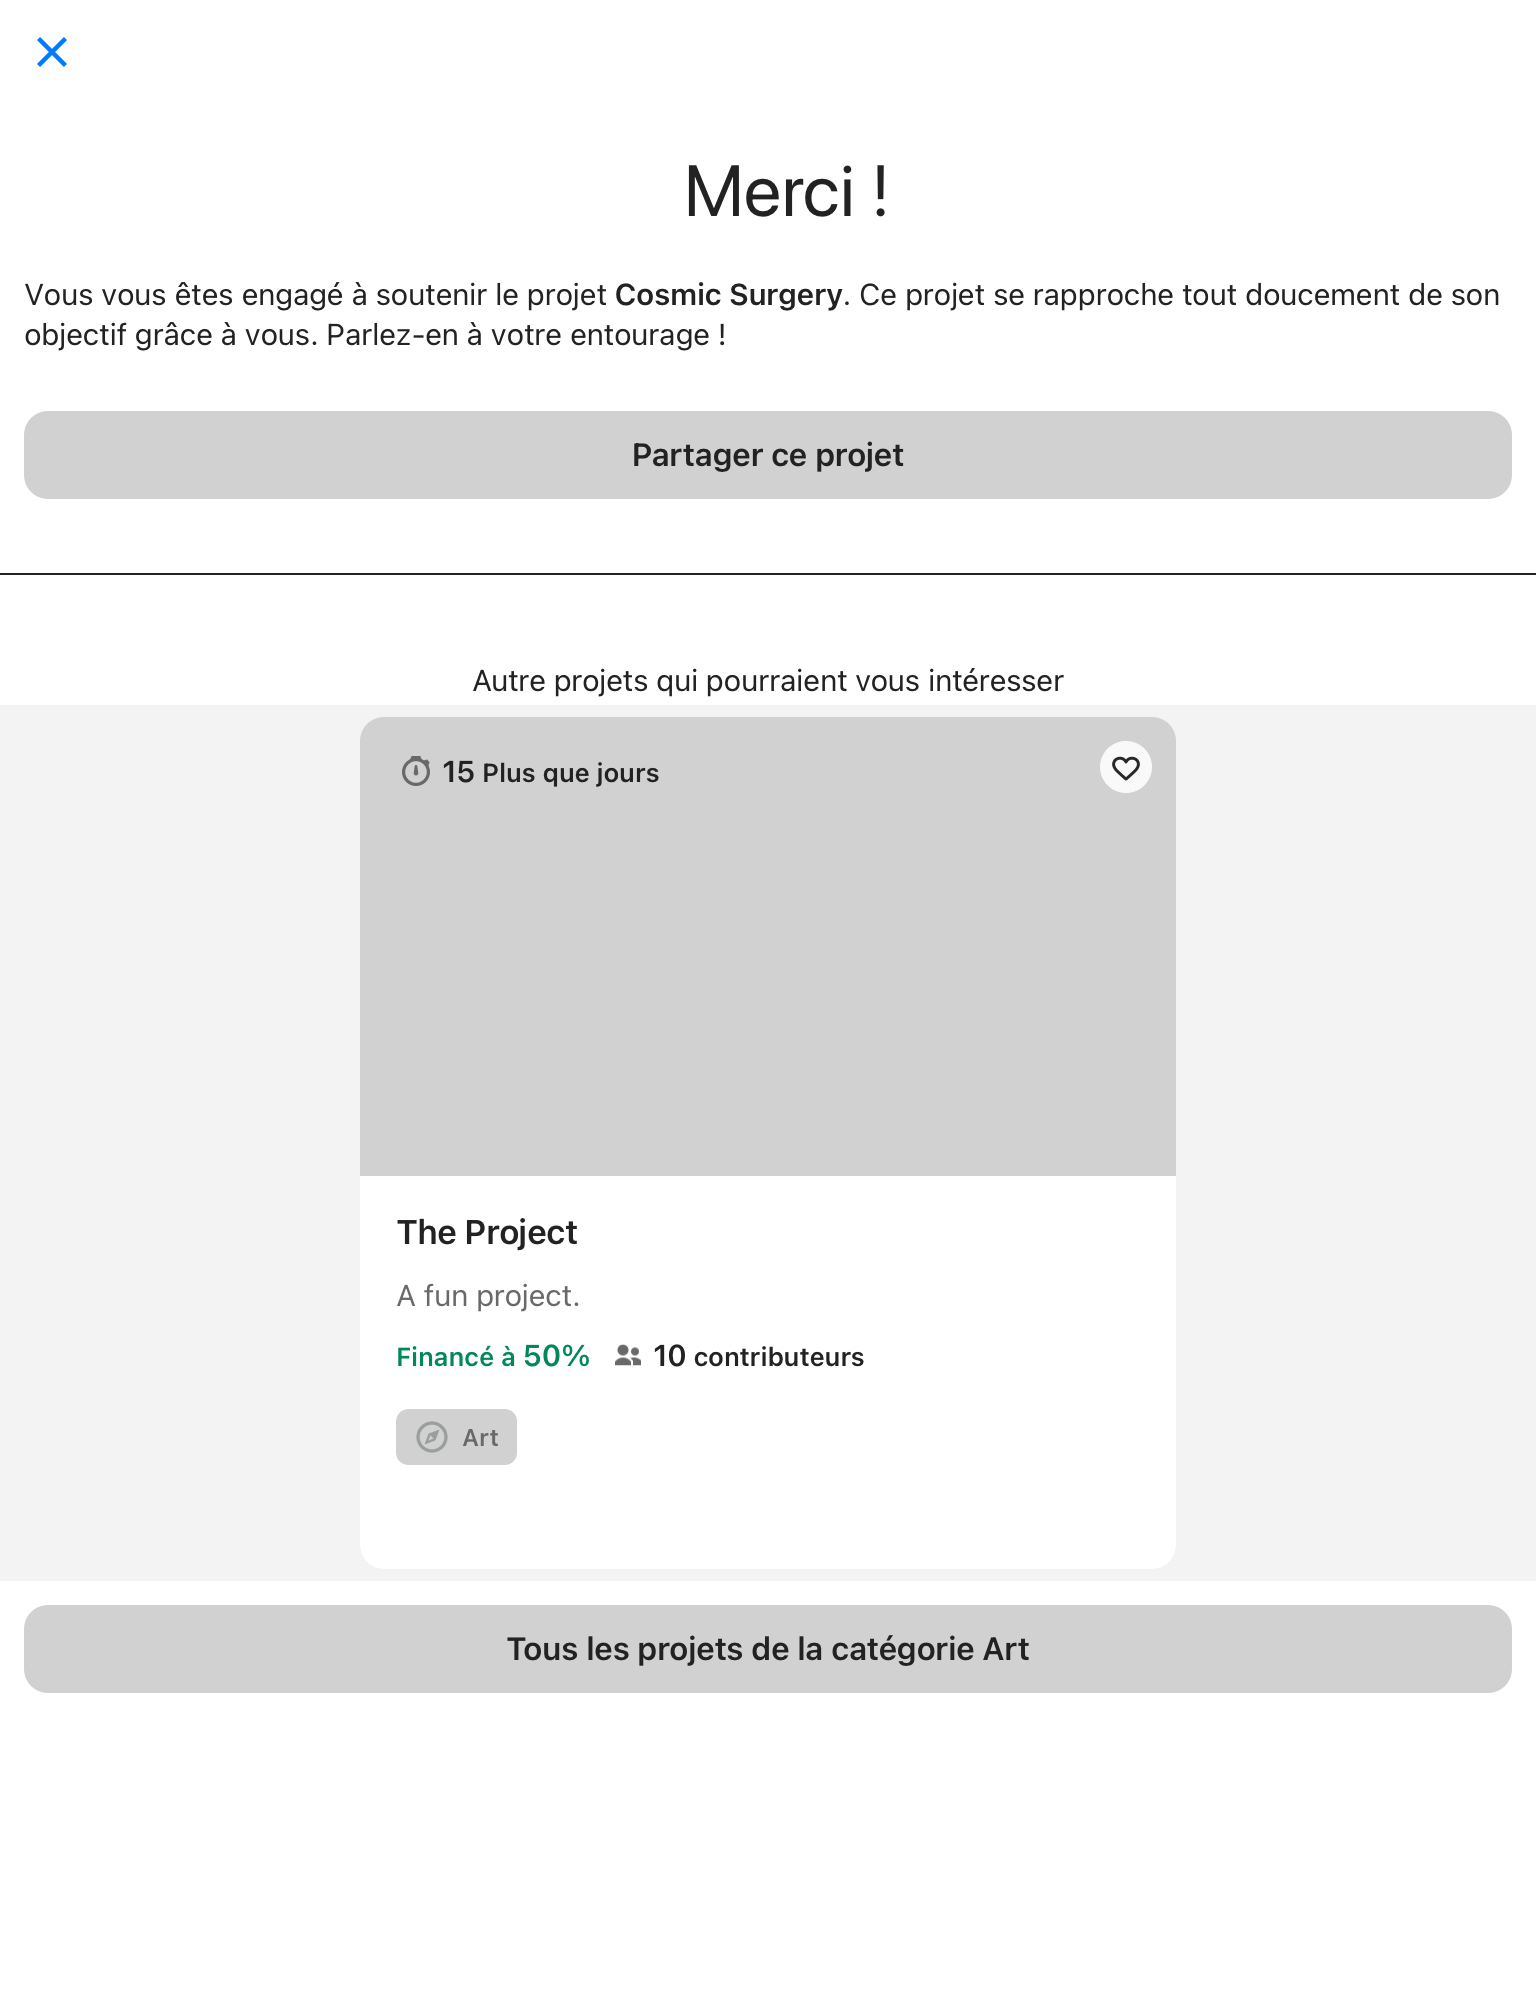 Merci !
Vous vous êtes engagé à soutenir le projet Cosmic Surgery. Ce projet se rapproche tout doucement de son
objectif grâce à vous. Parlez-en à votre entourage !
Partager ce projet
Autre projets qui pourraient vous intéresser
15 Plus que jours
The Project
A fun project.
Financé à 50% 10 contributeurs
Art
Tous les projets de la catégorie Art